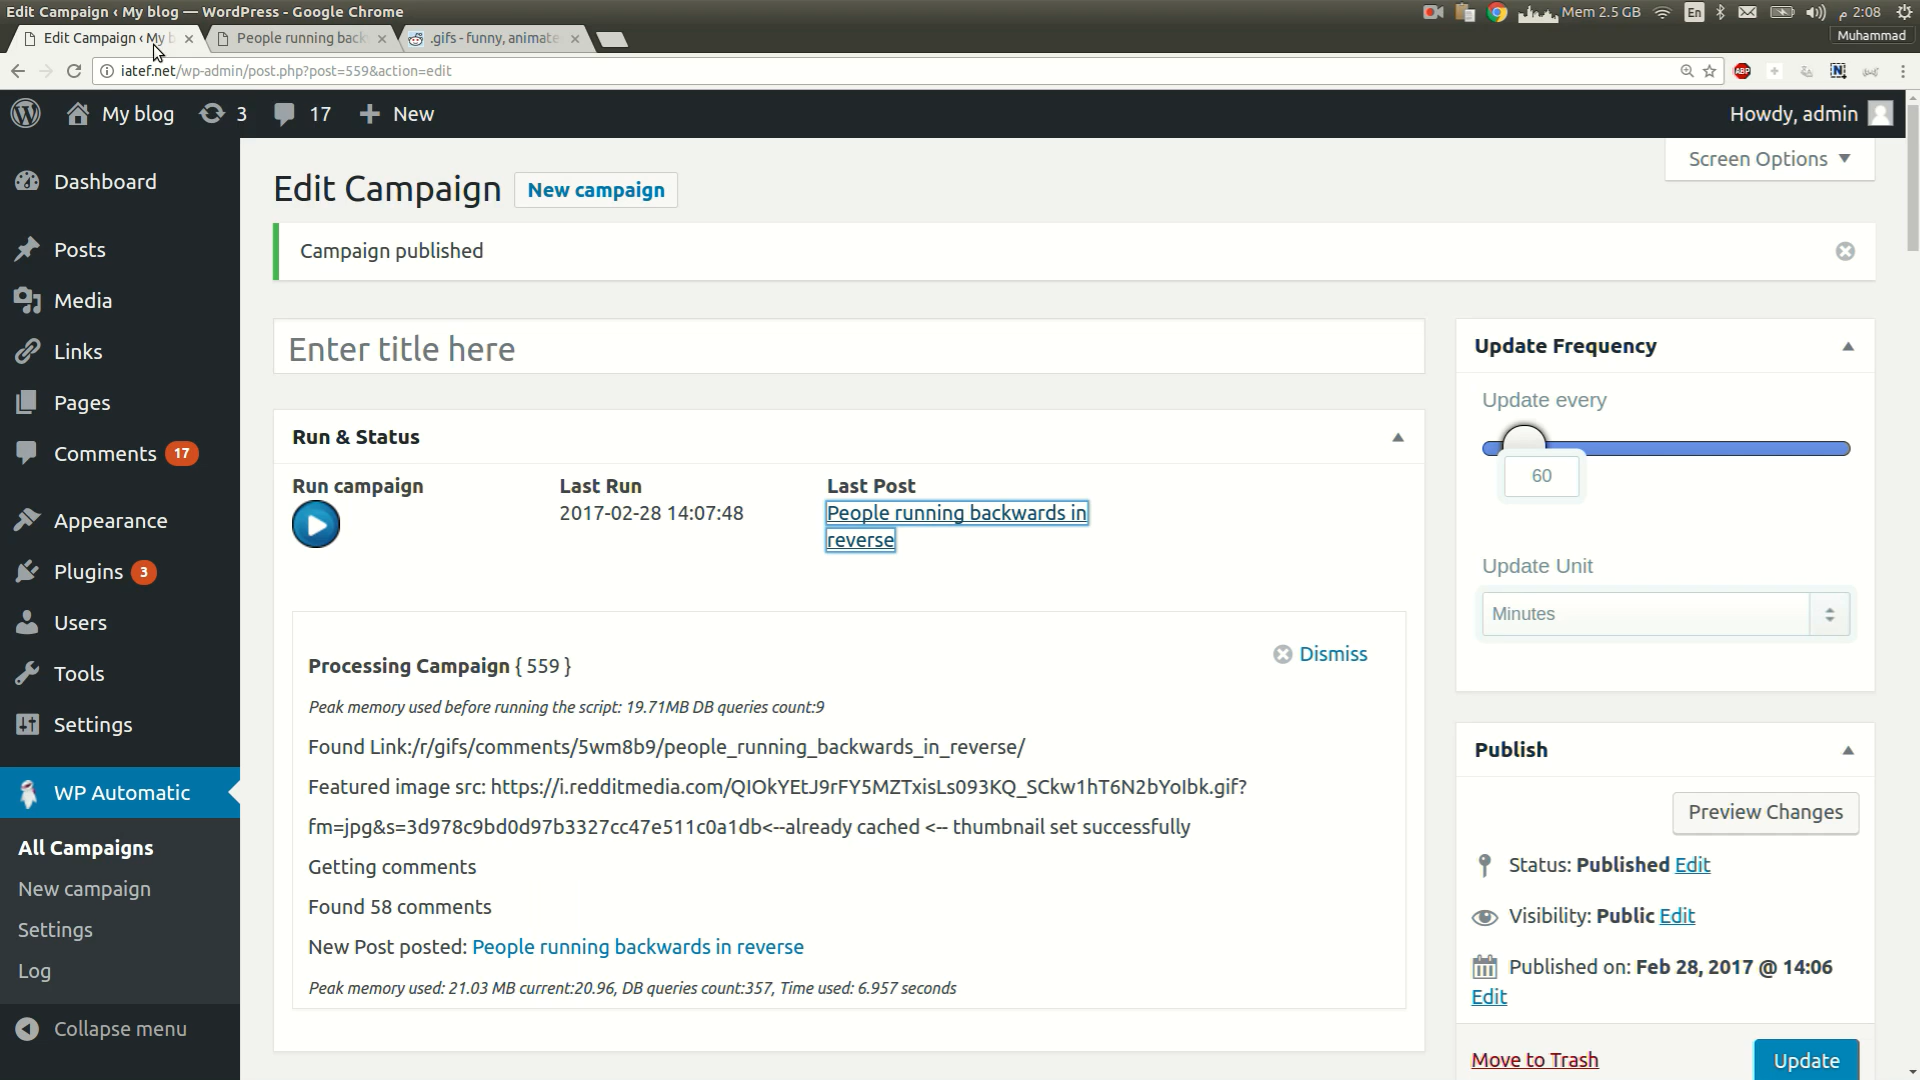 Edit Campaign ‹ My blog — WordPress - Google Chrome
Mem 2.5 GB
En
م 2:08
Edit Campaign ‹ My b
People running back
.gifs - funny, animate
Muhammad
iatef.net/wp-admin/post.php?post=559&action=edit
ABP
N
My blog
3
17
New
Howdy, admin
Screen Options
Dashboard
Posts
Media
Links
Pages
Comments 17
Appearance
Plugins 3
Users
Tools
Settings
WP Automatic
All Campaigns
New campaign
Settings
Log
Collapse menu
Edit Campaign
New campaign
Campaign published
Enter title here
Run & Status
Run campaign
Last Run
2017-02-28 14:07:48
Last Post
People running backwards in
reverse
Dismiss
Processing Campaign { 559 }
Peak memory used before running the script: 19.71MB DB queries count:9
Found Link:/r/gifs/comments/5wm8b9/people_running_backwards_in_reverse/
Featured image src: https://i.redditmedia.com/QIOkYEtJ9rFY5MZTxisLs093KQ_SCkw1hT6N2bYoIbk.gif?
fm=jpg&s=3d978c9bd0d97b3327cc47e511c0a1db<--already cached <-- thumbnail set successfully
Getting comments
Found 58 comments
New Post posted: People running backwards in reverse
Peak memory used: 21.03 MB current:20.96, DB queries count:357, Time used: 6.957 seconds
Update Frequency
Update every
60
Update Unit
Minutes
Publish
Preview Changes
Status: Published Edit
Visibility: Public Edit
Published on: Feb 28, 2017 @ 14:06
Edit
Move to Trash
Update